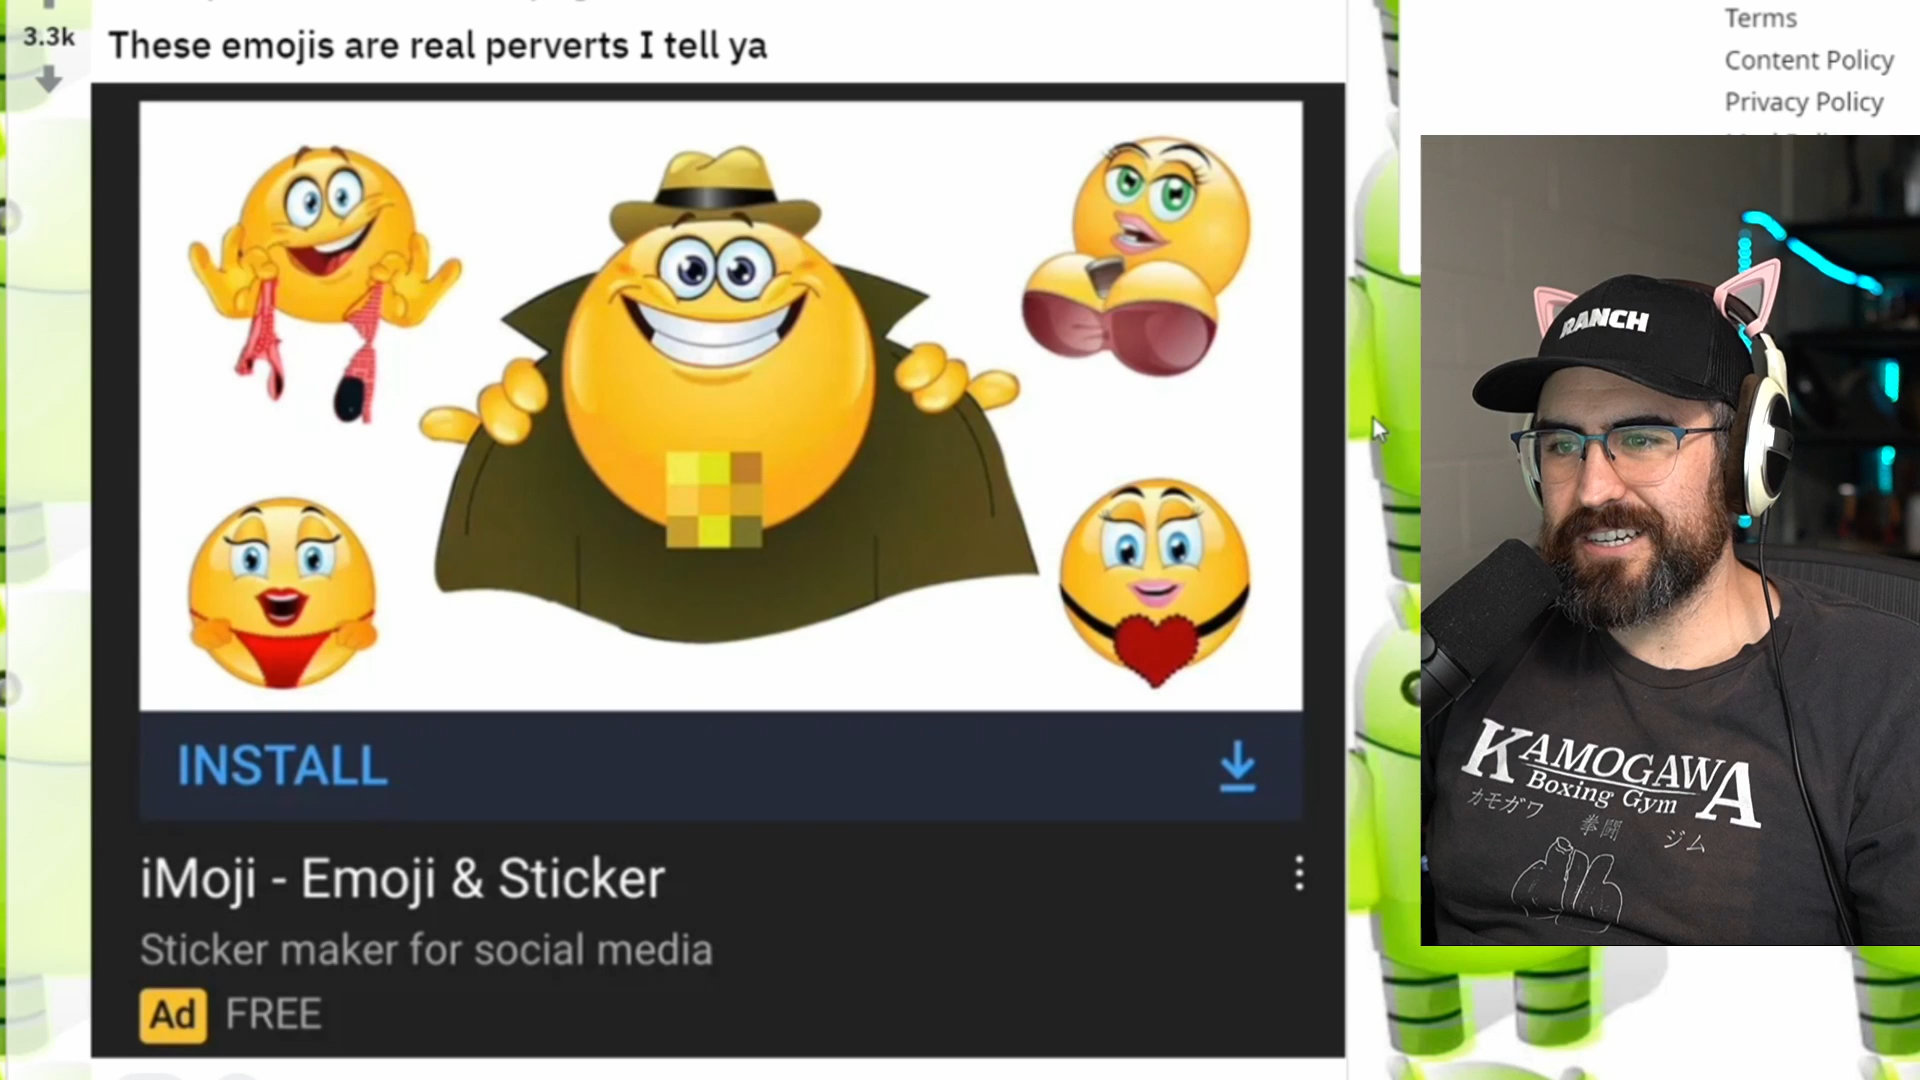 3.3k
These emojis are real perverts I tell ya
INSTALL
iMoji - Emoji & Sticker
Sticker maker for social media
Ad FREE
Terms
Content Policy
Privacy Policy
RANCH
KAMOGAWA
Boxing Gym
カモガワ
拳闘
ジム